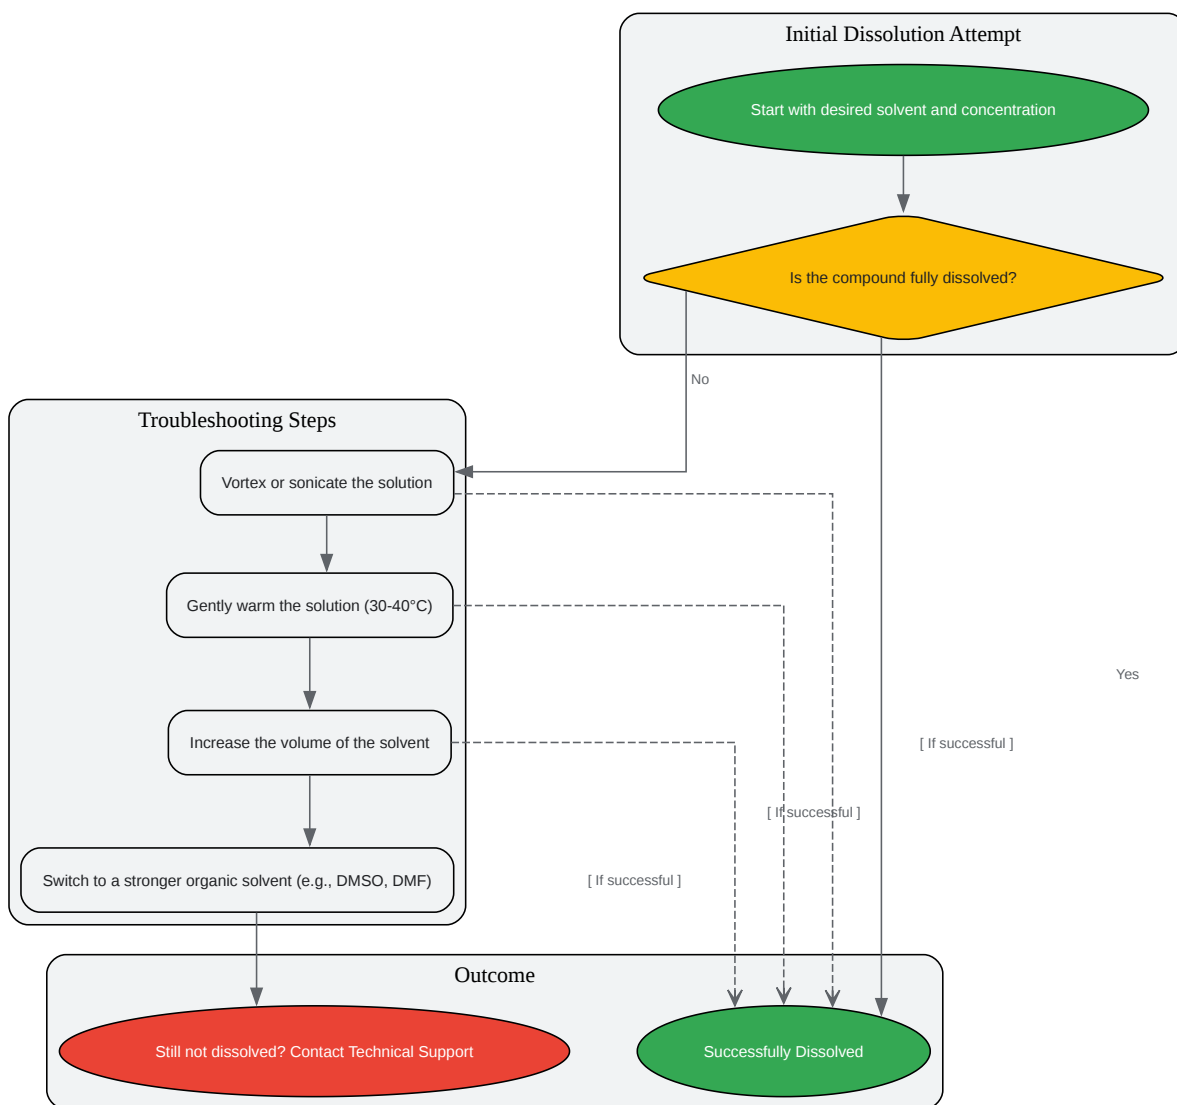 Initial Dissolution Attempt
Start with desired solvent and concentration
Is the compound fully dissolved?
No
Troubleshooting Steps
Vortex or sonicate the solution
Gently warm the solution (30-40°C)
Yes
Increase the volume of the solvent
[ If successful ]
[ If successful ]
Switch to a stronger organic solvent (e.g., DMSO, DMF)
[ If successful ]
Outcome
Still not dissolved? Contact Technical Support
Successfully Dissolved